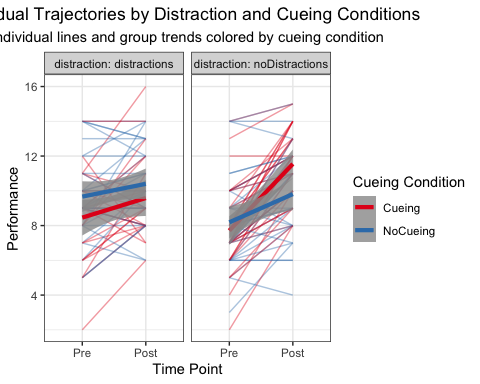 dual Trajectories by Distraction and Cueing Conditions
ndividual lines and group trends colored by cueing condition
distraction: distractions
distraction: noDistractions
16
12
8
4
Performance
Pre
Post
Pre
Post
Time Point
Cueing Condition
Cueing
NoCueing